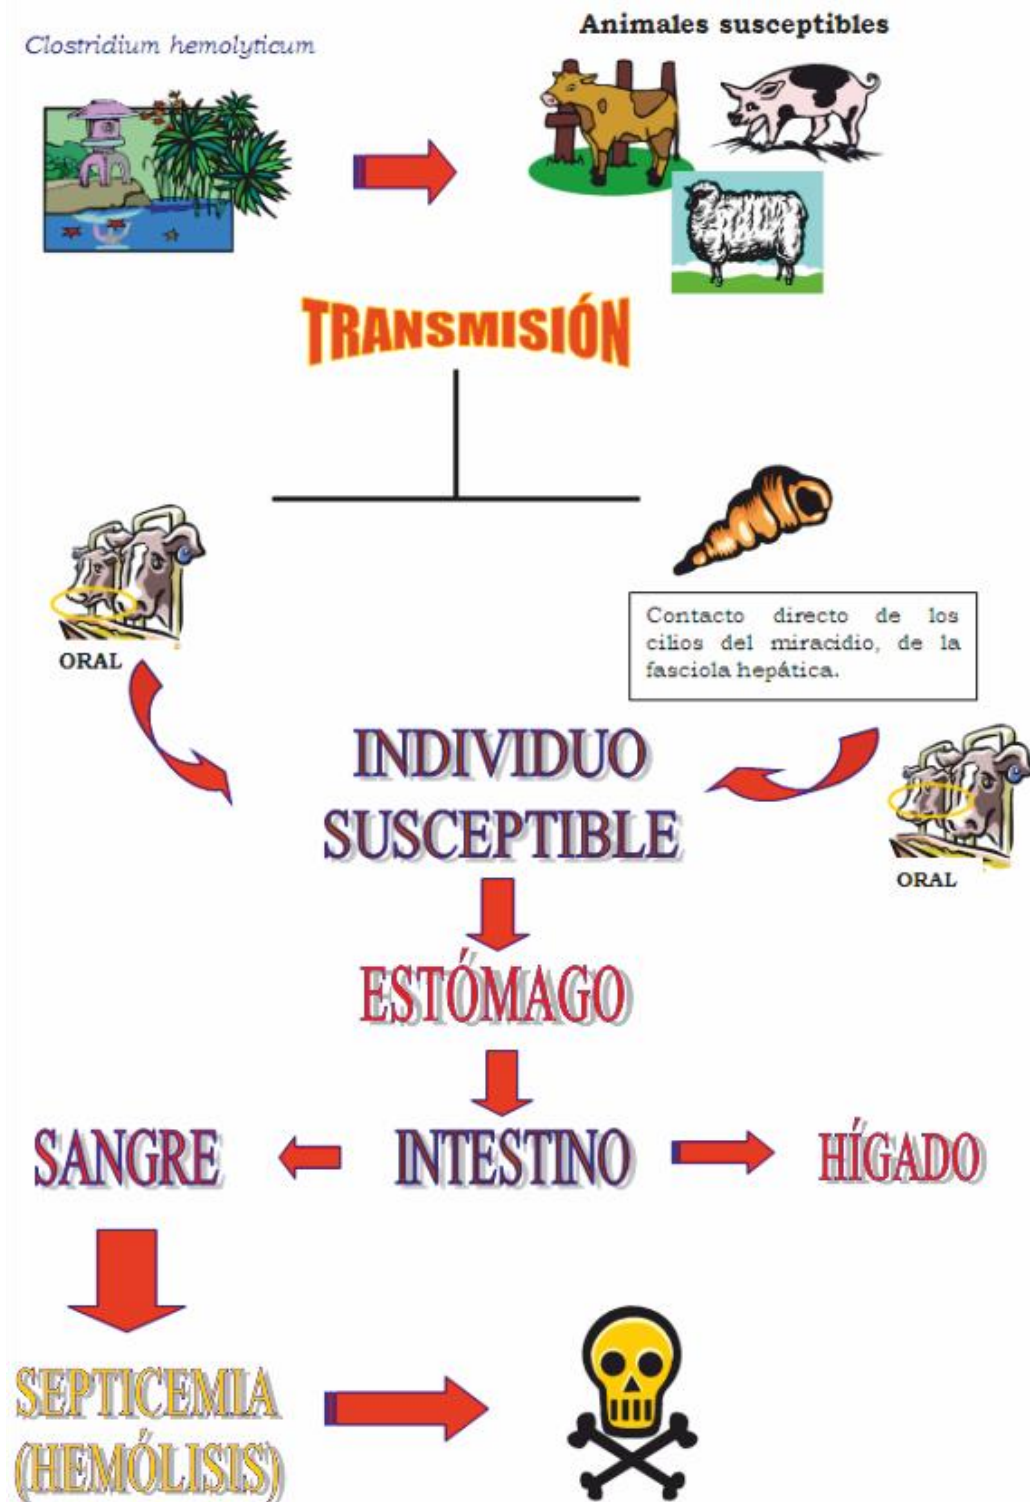 Clostridium hemolyticum
Animales susceptibles
TRANSMISIÓN
ORAL
Contacto directo de los
cilios del miracidio, de la
fasciola hepática.
INDIVIDUO
SUSCEPTIBLE
ORAL
ESTÓMAGO
SANGRE
INTESTINO
HÍGADO
SEPTICEMIA
(HEMÓLISIS)